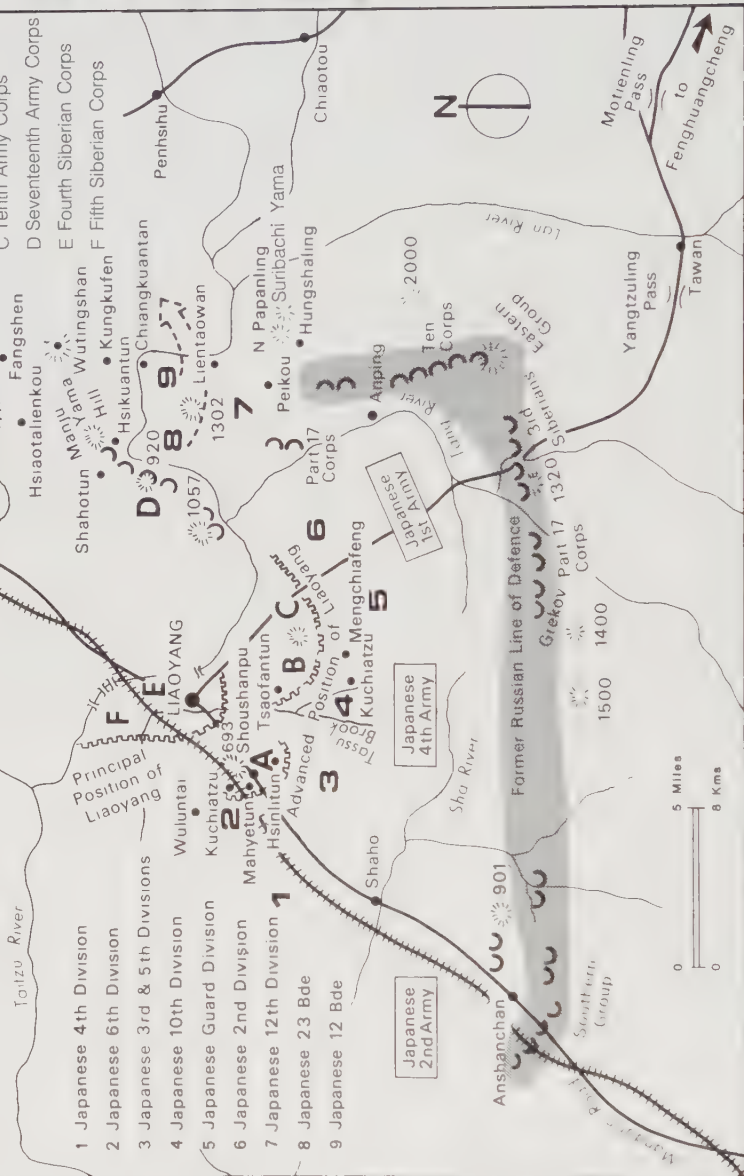 C Tenth Army Corps
D Seventeenth Army Corps
E Fourth Siberian Corps
F Fifth Siberian Corps
Taitzu River
1 Japanese 4th Division
2 Japanese 6th Division
3 Japanese 3rd & 5th Divisions
4 Japanese 10th Division
5 Japanese Guard Division
6 Japanese 2nd Division
7 Japanese 12th Division
8 Japanese 23 Bde
9 Japanese 12 Bde
Fangshen
Hsiaotalienkou
Manju
Yama
Wutingshan
Hill
Shahotun
Kungkufen
Hsikuantun
Chiangkuantan
Penhsihu
Chiaotou
D
920
1057
8
9
7
Lientaowan
1302
7
N Papanling
Suribachi Yama
Peikou
Hungshaling
Part 17
Corps
F
E
LIAOYANG
Principal
Position of
Liaoyang
693
Shoushanpu
Wuluntai
Kuchiatzu
2
Mahyetun
A
Hsinlitun
Tsaofantun
B
C
Advanced
Position of Liaoyang
3
4
Kuchiatzu
Mengchiafeng
5
6
Tassu
Brook
1
Shaho
Sha River
Japanese
4th Army
Japanese
1st Army
Japanese
2nd Army
Anping
Ten
Corps
2000
Lan River
Tang River
Eastern
Group
3rd
Siberians
1320
Former Russian Line of Defence
Grekov
Part 17
Corps
1400
1500
901
Anshanchan
Southern
Group
N
Motienling
Pass
to
Fenghuangcheng
Yangtzuling
Pass
Tawan
0
5 Miles
0
8 Kms